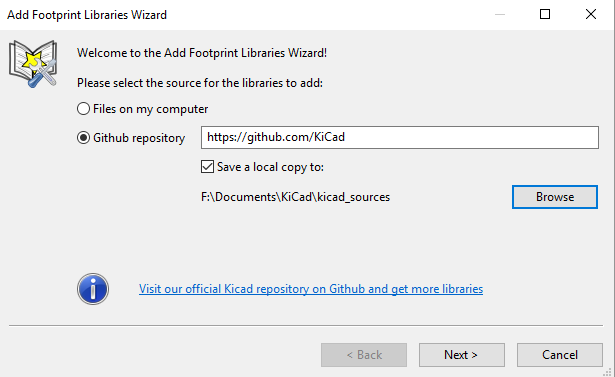 Add Footprint Libraries Wizard
Welcome to the Add Footprint Libraries Wizard!
Please select the source for the libraries to add:
Files on my computer
Github repository https://github.com/KiCad
Save a local copy to:
F:\Documents\KiCad\kicad_sources Browse
Visit our official Kicad repository on Github and get more libraries
< Back Next > Cancel